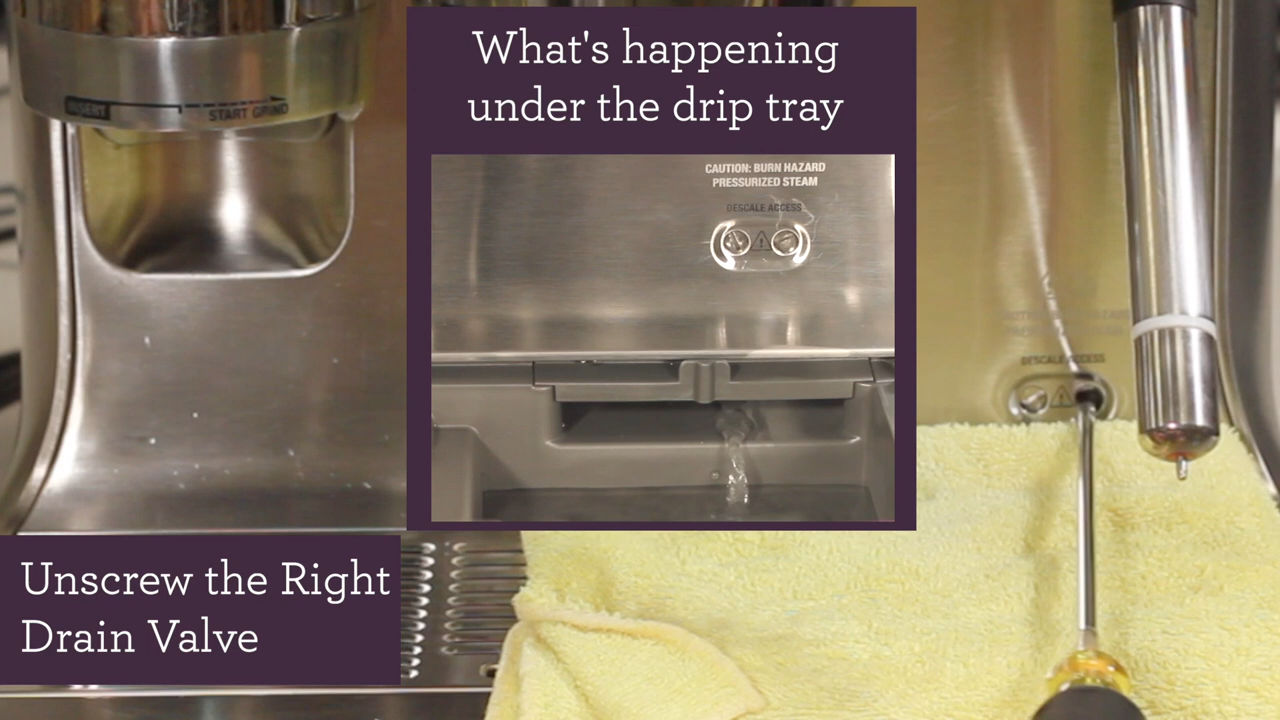 What's happening
under the drip tray
INSERT
START GRIND
CAUTION: BURN HAZARD
PRESSURIZED STEAM
DESCALE ACCESS
DESCALE ACCESS
Unscrew the Right
Drain Valve